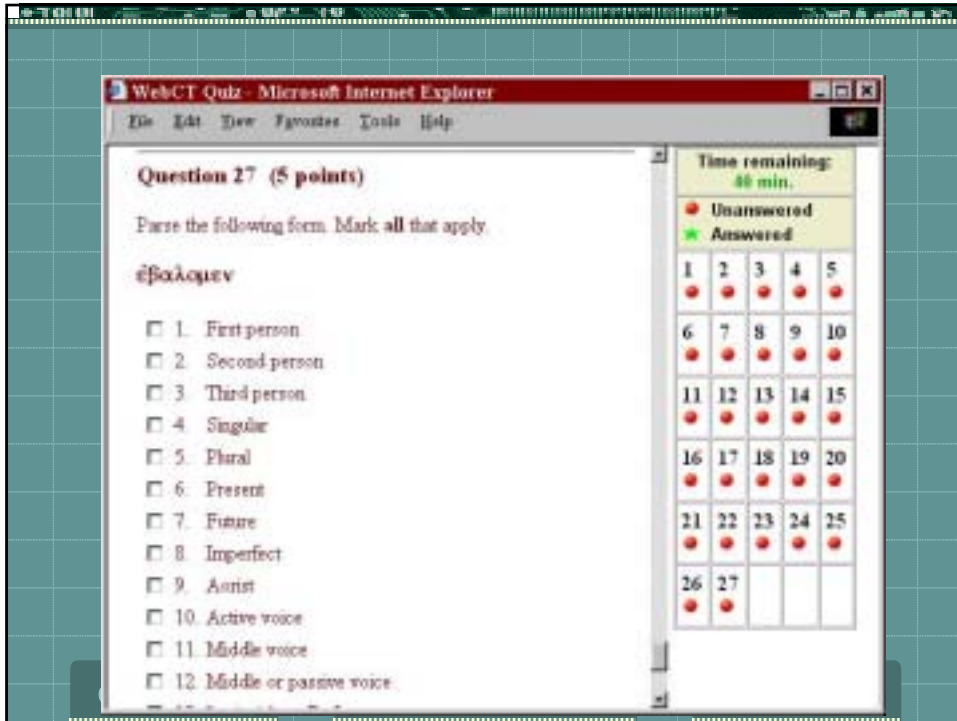 WebCT Quiz - Microsoft Internet Explorer
File Edit View Favorites Tools Help
Question 27 (5 points)
Parse the following form. Mark all that apply.
ἐβαλομεν
1. First person
2. Second person
3. Third person
4. Singular
5. Plural
6. Present
7. Future
8. Imperfect
9. Aorist
10. Active voice
11. Middle voice
12. Middle or passive voice
Time remaining:
40 min.
Unanswered
Answered
1 2 3 4 5
6 7 8 9 10
11 12 13 14 15
16 17 18 19 20
21 22 23 24 25
26 27